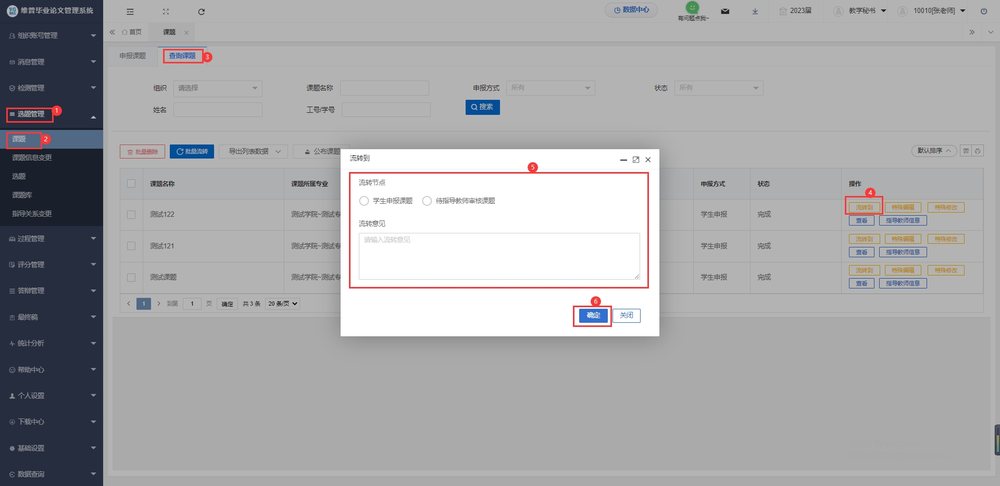 维普毕业论文管理系统
数据中心
有问题点我~
2023届
教学秘书
10010[张老师]
首页
课题
组织账号管理
消息管理
检测管理
选题管理
1
课题
2
课题信息变更
选题
课题库
指导关系变更
过程管理
评分管理
答辩管理
最终稿
统计分析
帮助中心
个人设置
下载中心
基础设置
数据查询
申报课题
查询课题
3
组织
请选择
课题名称
申报方式
所有
状态
所有
姓名
工号/学号
搜索
批量删除
批量流转
导出列表数据
公布课题
默认排序
课题名称
课题所属专业
申报方式
状态
操作
4
测试122
测试学院~测试专
学生申报
完成
流转到
特殊编辑
特殊修改
查看
指导教师信息
测试121
测试学院~测试专
学生申报
完成
流转到
特殊编辑
特殊修改
查看
指导教师信息
测试课题
测试学院~测试专
学生申报
完成
流转到
特殊编辑
特殊修改
查看
指导教师信息
1
到第
1
页
确定
共 3 条
20 条/页
流转到
5
流转节点
学生申报课题
待指导教师审核课题
流转意见
请输入流转意见
6
确定
关闭